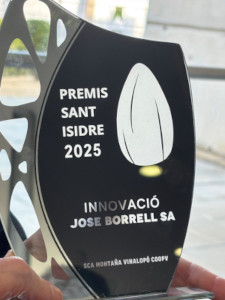 PREMIS
SANT
ISIDRE
2025
INNOVACIÓ
JOSE BORRELL SA
SCA MONTAÑA VINALOPÓ COOPV